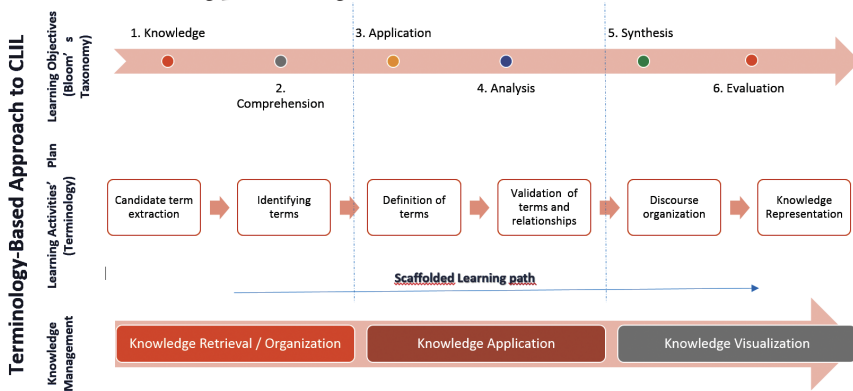 Terminology-Based Approach to CLIL
Learning Objectives
(Bloom' s
Taxonomy)
1. Knowledge
3. Application
5. Synthesis
2.
Comprehension
4. Analysis
6. Evaluation
Learning Activities' Plan
(Terminology)
Candidate term
extraction
Identifying
terms
Definition of
terms
Validation of
terms and
relationships
Discourse
organization
Knowledge
Representation
Scaffolded Learning path
Knowledge
Management
Knowledge Retrieval / Organization
Knowledge Application
Knowledge Visualization